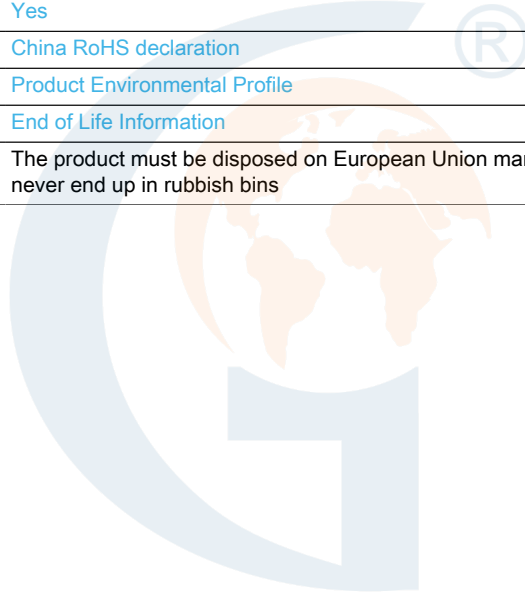 Yes
China RoHS declaration
Product Environmental Profile
End of Life Information
The product must be disposed on European Union
never end up in rubbish bins
®